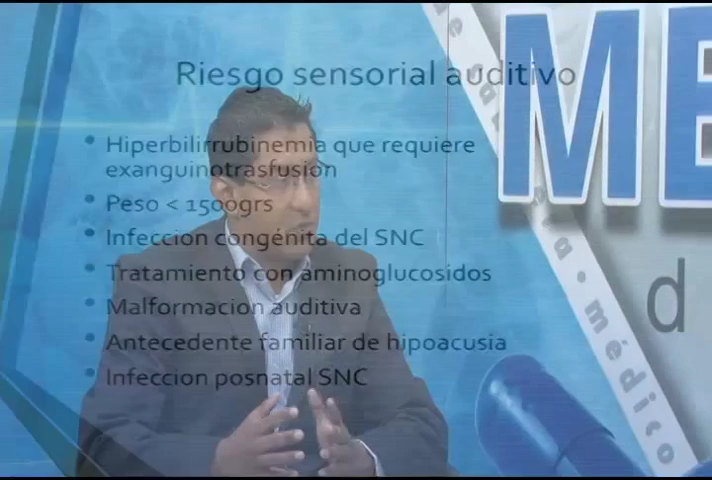 Riesgo sensorial auditivo
• Hiperbilirrubinemia que requiere
exanguinotrasfusion
• Peso < 1500grs
• Infeccion congénita del SNC
• Tratamiento con aminoglucosidos
• Malformacion auditiva
• Antecedente familiar de hipoacusia
• Infeccion posnatal SNC
ME
d
médico